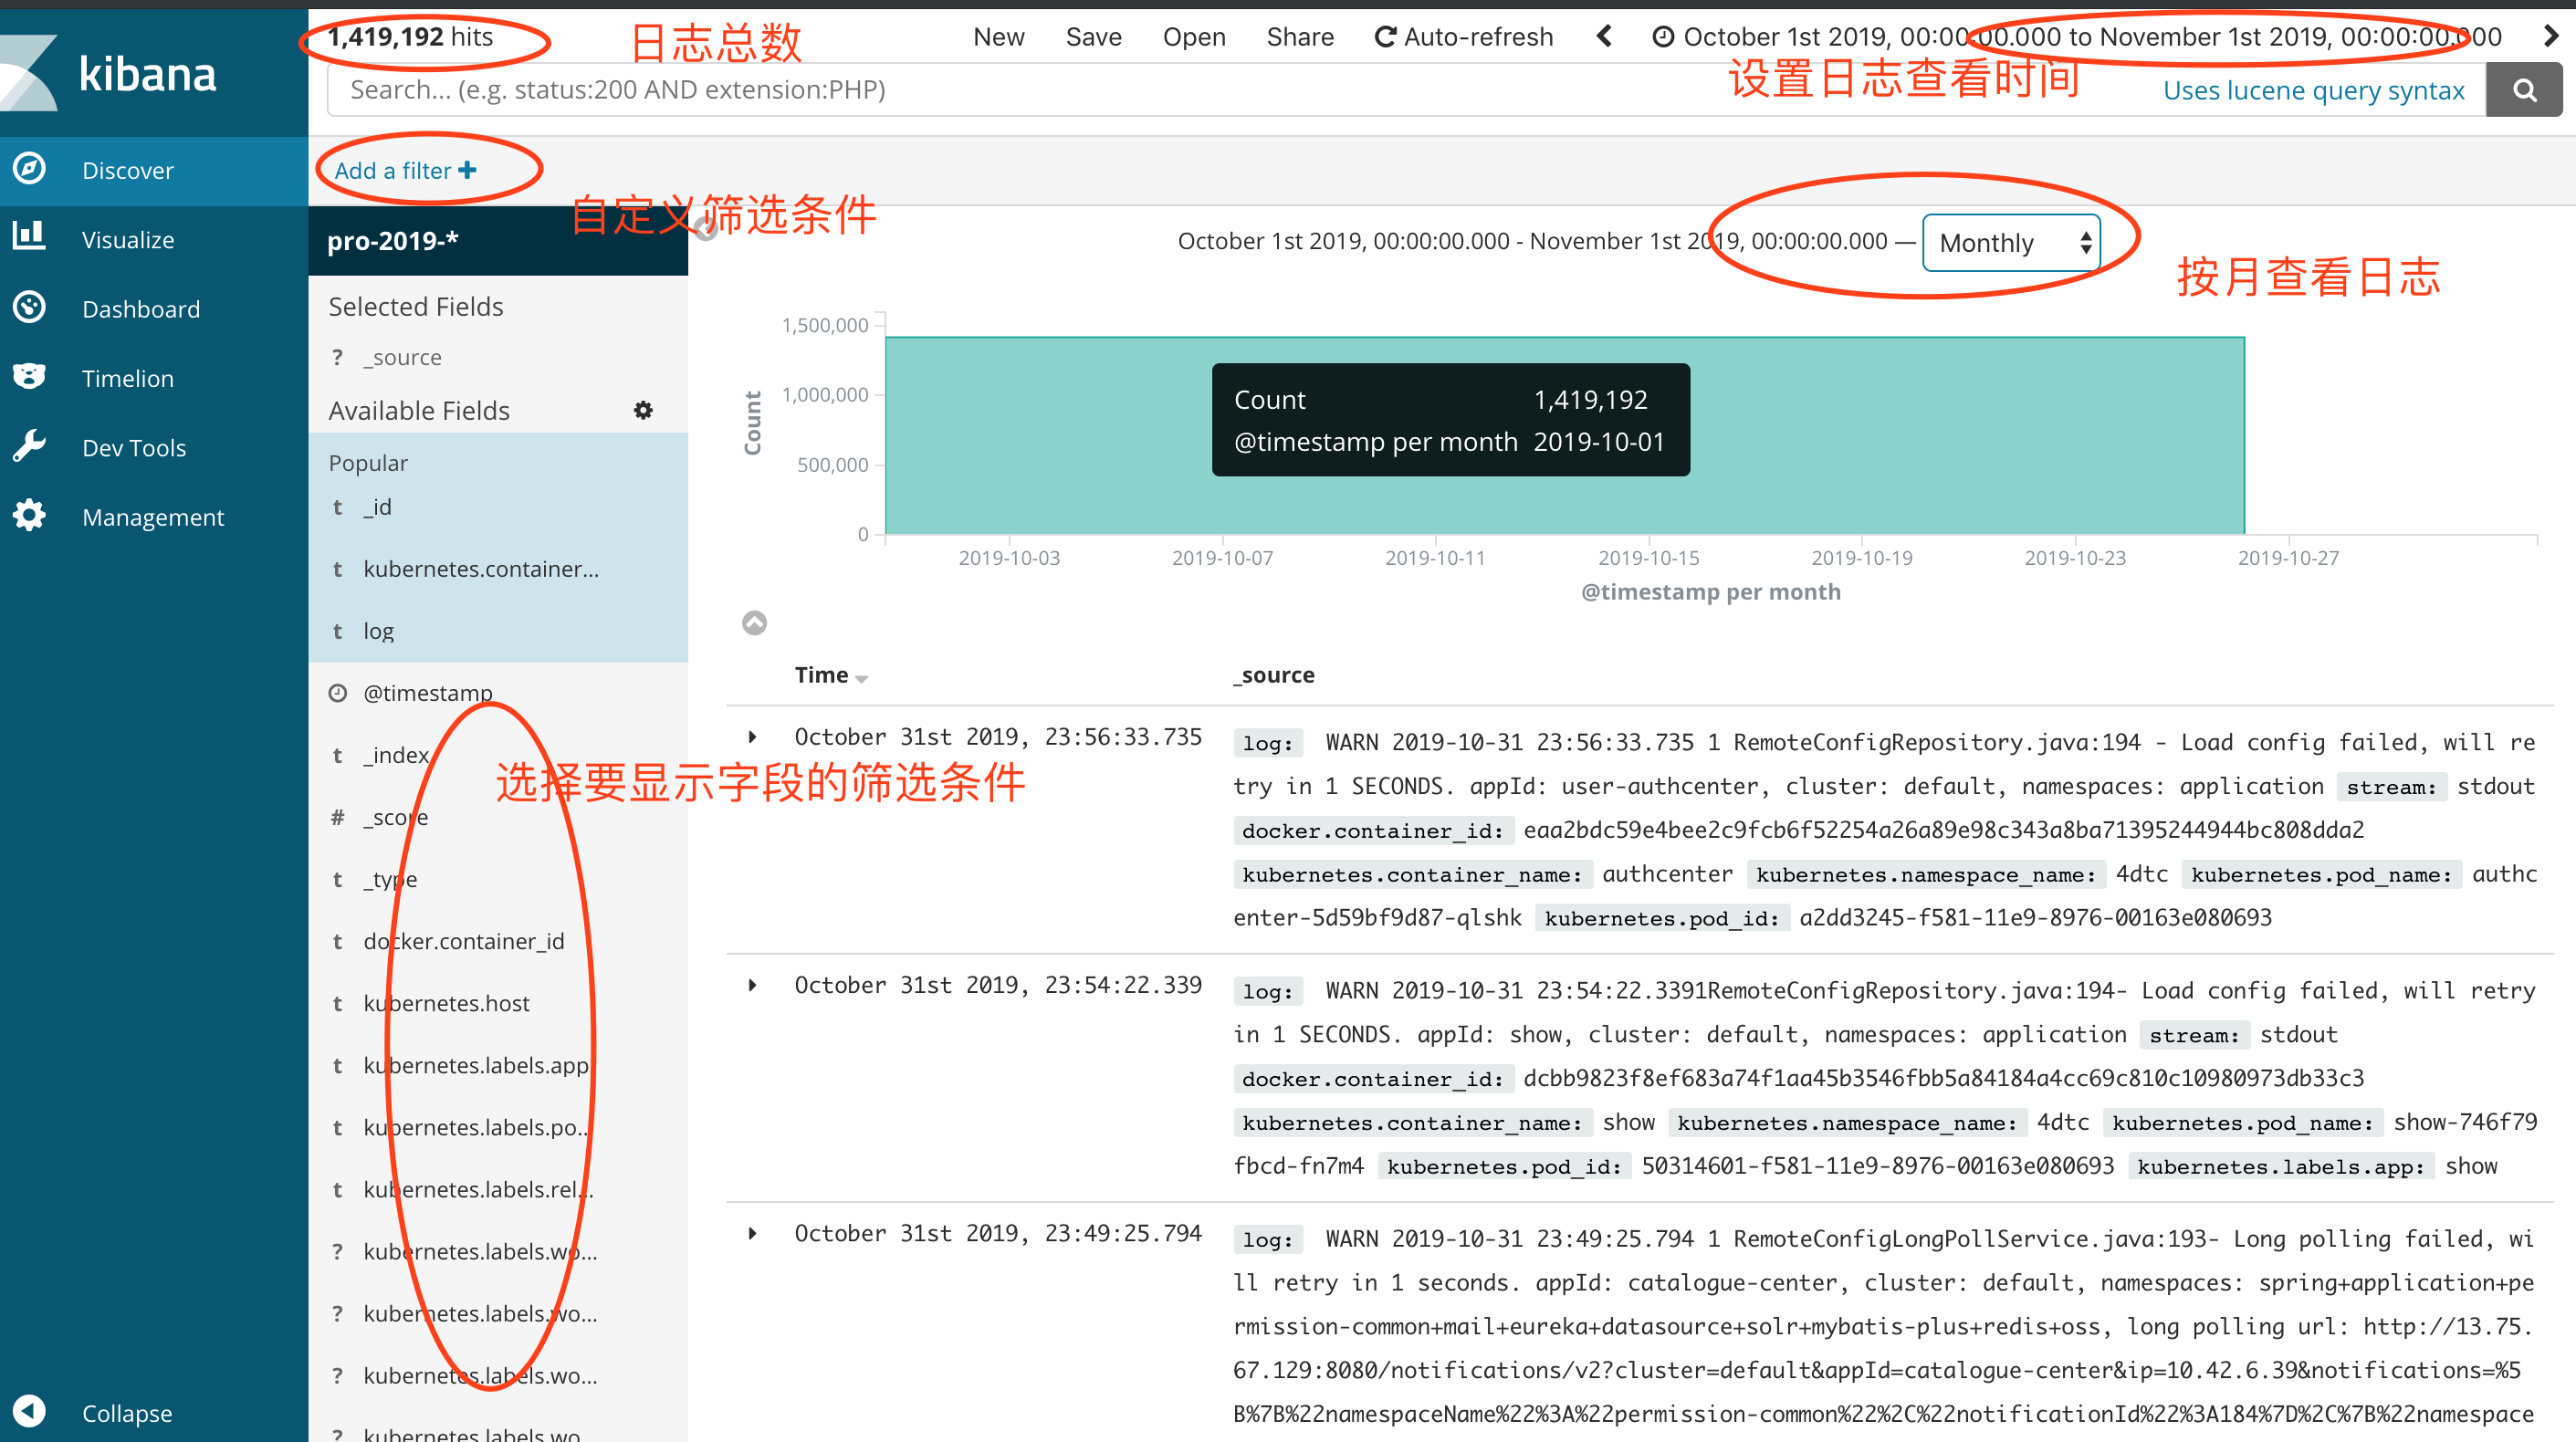 1,419,192 hits
日志总数
New Save Open Share Auto-refresh October 1st 2019, 00:00:00.000 to November 1st 2019, 00:00:00.000
设置日志查看时间
kibana
Search... (e.g. status:200 AND extension:PHP)
Uses lucene query syntax
Discover
Visualize
Dashboard
Timelion
Dev Tools
Management
Collapse
Add a filter
自定义筛选条件
pro-2019-*
Selected Fields
? _source
Available Fields
Popular
t _id
t kubernetes.container...
t log
@timestamp
t _index
# _score
t _type
t docker.container_id
t kubernetes.host
t kubernetes.labels.app
t kubernetes.labels.po...
t kubernetes.labels.rel...
? kubernetes.labels.wo...
? kubernetes.labels.wo...
? kubernetes.labels.wo...
? kubernetes.labels.wo
选择要显示字段的筛选条件
October 1st 2019, 00:00:00.000 - November 1st 2019, 00:00:00.000 — Monthly
按月查看日志
Count
1,500,000
1,000,000
500,000
0
Count 1,419,192
@timestamp per month 2019-10-01
2019-10-03 2019-10-07 2019-10-11 2019-10-15 2019-10-19 2019-10-23 2019-10-27
@timestamp per month
Time _source
October 31st 2019, 23:56:33.735
log: WARN 2019-10-31 23:56:33.735 1 RemoteConfigRepository.java:194 - Load config failed, will re
try in 1 SECONDS. appId: user-authcenter, cluster: default, namespaces: application stream: stdout
docker.container_id: eaa2bdc59e4bee2c9fcb6f52254a26a89e98c343a8ba71395244944bc808dda2
kubernetes.container_name: authcenter kubernetes.namespace_name: 4dtc kubernetes.pod_name: authc
enter-5d59bf9d87-qlshk kubernetes.pod_id: a2dd3245-f581-11e9-8976-00163e080693
October 31st 2019, 23:54:22.339
log: WARN 2019-10-31 23:54:22.3391RemoteConfigRepository.java:194- Load config failed, will retry
in 1 SECONDS. appId: show, cluster: default, namespaces: application stream: stdout
docker.container_id: dcbb9823f8ef683a74f1aa45b3546fbb5a84184a4cc69c810c10980973db33c3
kubernetes.container_name: show kubernetes.namespace_name: 4dtc kubernetes.pod_name: show-746f79
fbcd-fn7m4 kubernetes.pod_id: 50314601-f581-11e9-8976-00163e080693 kubernetes.labels.app: show
October 31st 2019, 23:49:25.794
log: WARN 2019-10-31 23:49:25.794 1 RemoteConfigLongPollService.java:193- Long polling failed, wi
ll retry in 1 seconds. appId: catalogue-center, cluster: default, namespaces: spring+application+pe
rmission-common+mail+eureka+datasource+solr+mybatis-plus+redis+oss, long polling url: http://13.75.
67.129:8080/notifications/v2?cluster=default&appId=catalogue-center&ip=10.42.6.39&notifications=%5
B%7B%22namespaceName%22%3A%22permission-common%22%2C%22notificationId%22%3A184%7D%2C%7B%22namespace